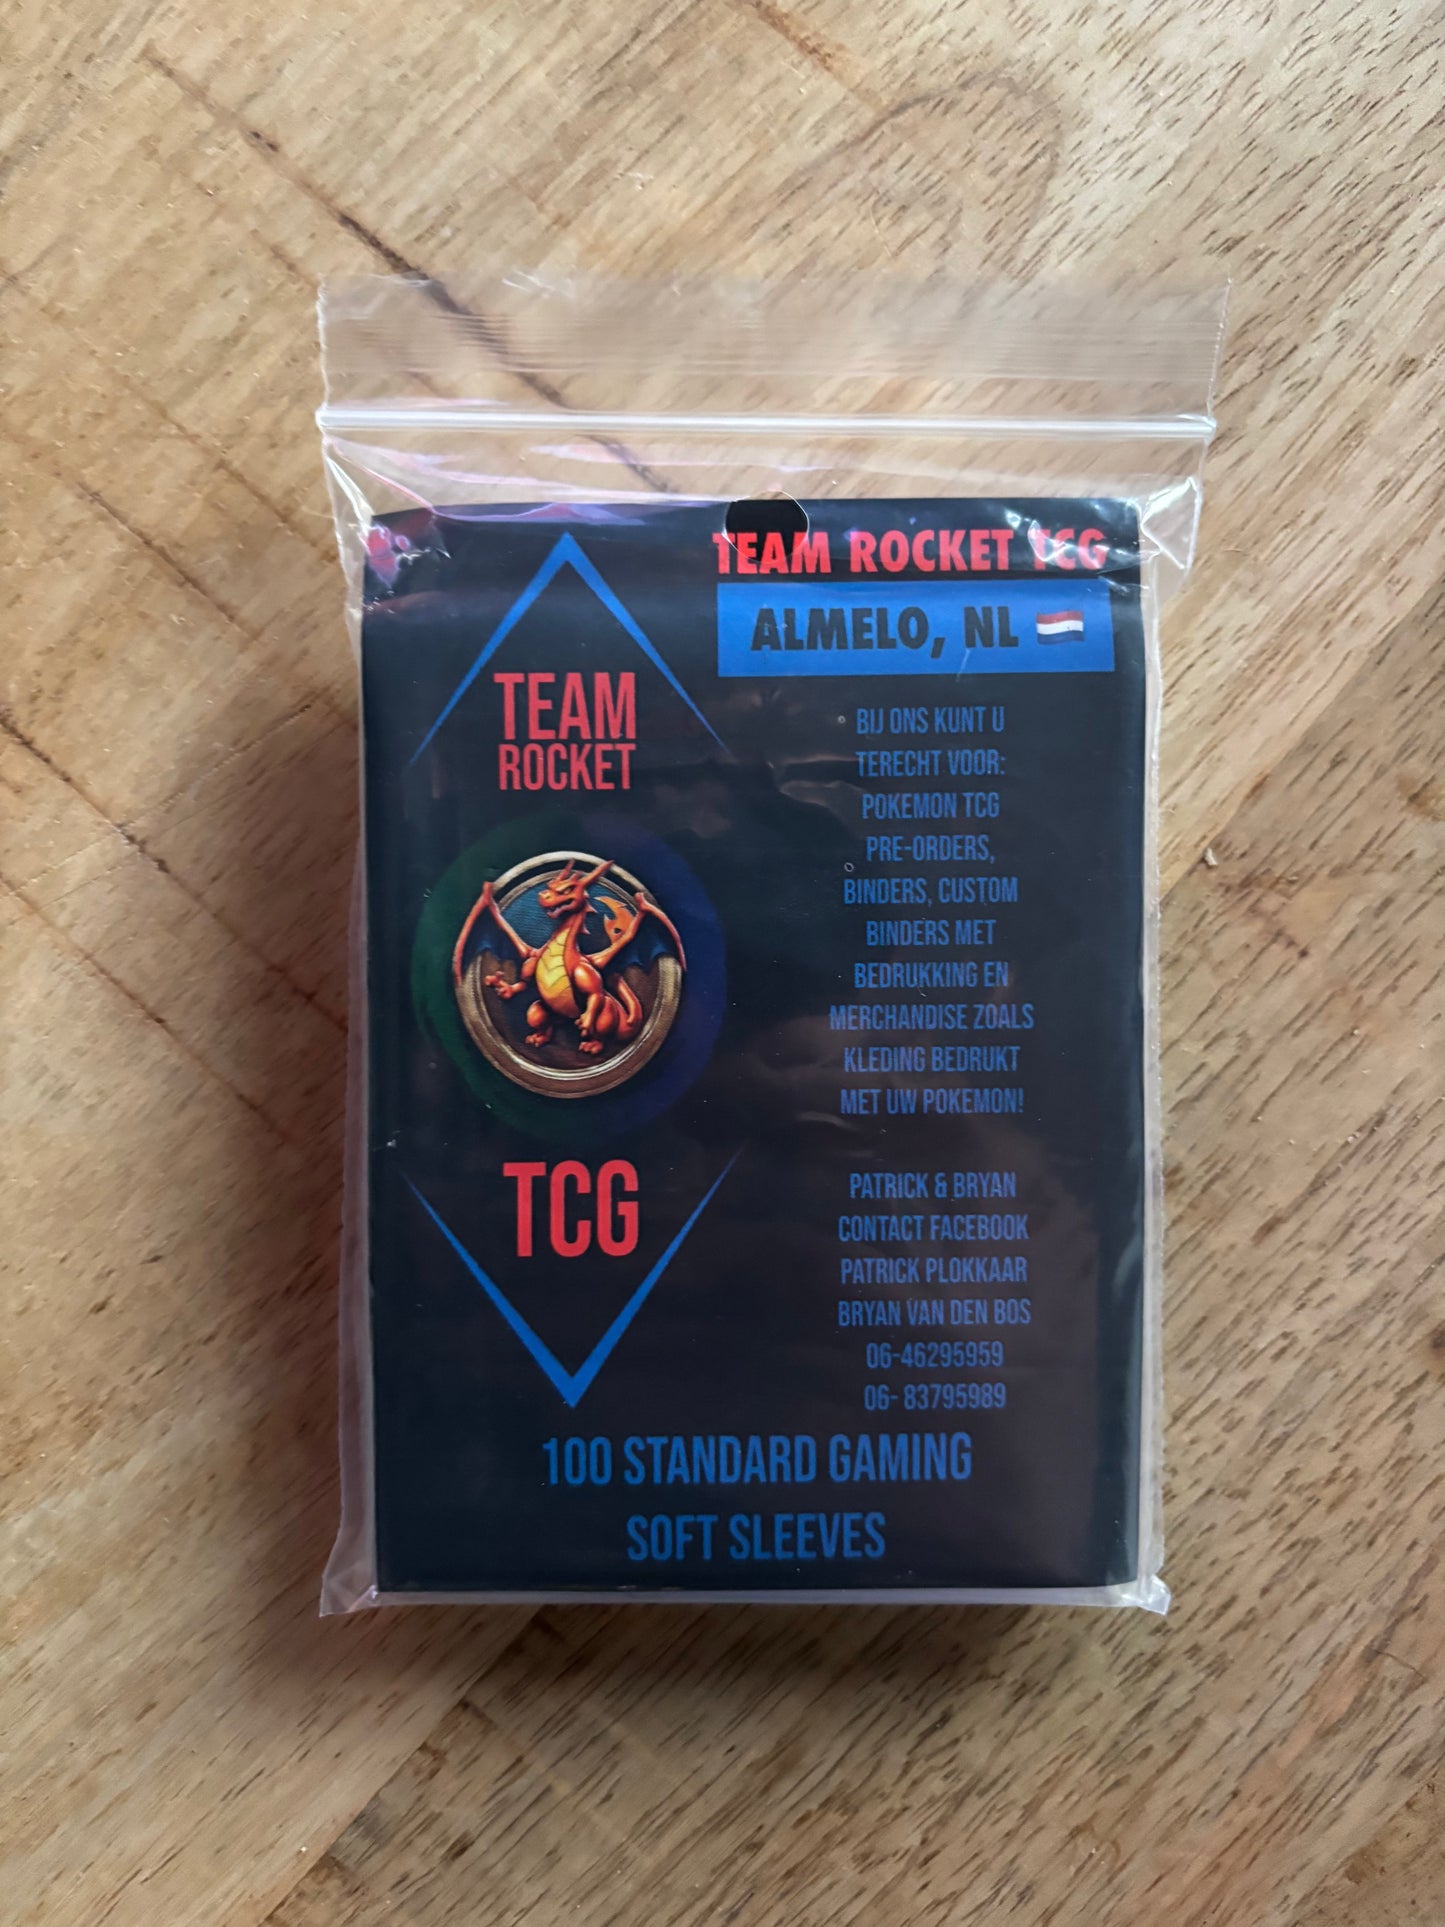 TEAM ROCKET TCG
ALMELO, NL
TEAM
ROCKET
TCG
BIJ ONS KUNT U
TERECHT VOOR:
POKEMON TCG
PRE-ORDERS,
BINDERS, CUSTOM
BINDERS MET
BEDRUKKING EN
MERCHANDISE ZOALS
KLEDING BEDRUKT
MET UW POKEMON!
PATRICK & BRYAN
CONTACT FACEBOOK
PATRICK PLOKKAAR
BRYAN VAN DEN BOS
06-46295959
06- 83795989
100 STANDARD GAMING
SOFT SLEEVES